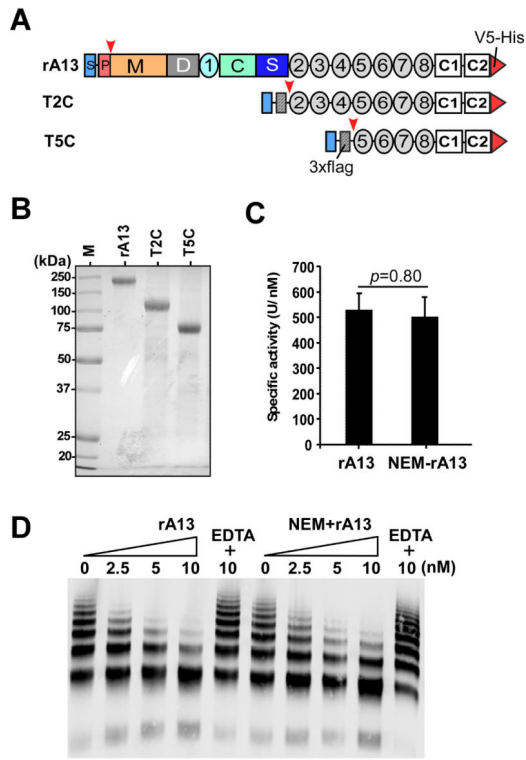 A
V5-His
rA13 S P M D 1 C S 2 3 4 5 6 7 8 C1 C2
T2C 2 3 4 5 6 7 8 C1 C2
T5C 5 6 7 8 C1 C2
3xflag
B
(kDa) M rA13 T2C T5C
250
150
100
75
50
37
25
20
C
Specific activity (U/ nM)
700
600
500
400
300
200
100
0
p=0.80
rA13 NEM-rA13
D
rA13 EDTA NEM+rA13 EDTA
+ +
0 2.5 5 10 10 0 2.5 5 10 10 (nM)